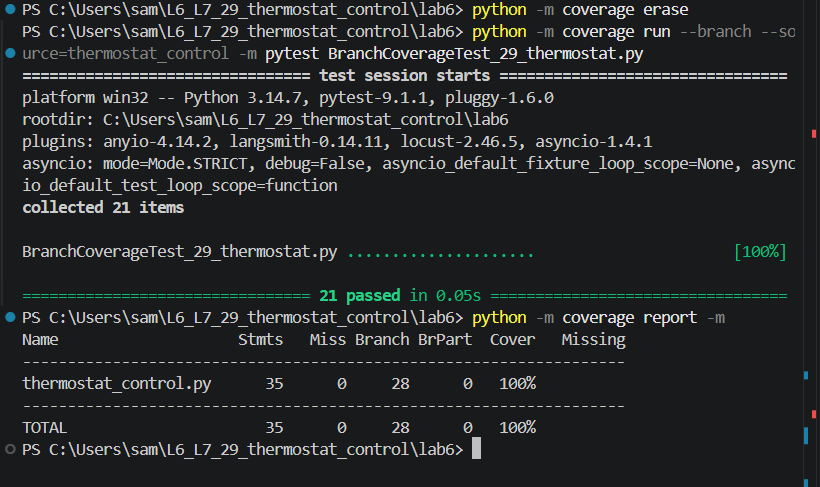 PS C:\Users\sam\L6_L7_29_thermostat_control\lab6> python -m coverage erase
PS C:\Users\sam\L6_L7_29_thermostat_control\lab6> python -m coverage run --branch --so
urce=thermostat_control -m pytest BranchCoverageTest_29_thermostat.py
============================== test session starts ==============================
platform win32 -- Python 3.14.7, pytest-9.1.1, pluggy-1.6.0
rootdir: C:\Users\sam\L6_L7_29_thermostat_control\lab6
plugins: anyio-4.14.2, langsmith-0.14.11, locust-2.46.5, asyncio-1.4.1
asyncio: mode=Mode.STRICT, debug=False, asyncio_default_fixture_loop_scope=None, async
io_default_test_loop_scope=function
collected 21 items
BranchCoverageTest_29_thermostat.py ..................... [100%]
============================== 21 passed in 0.05s ===============================
PS C:\Users\sam\L6_L7_29_thermostat_control\lab6> python -m coverage report -m
Name Stmts Miss Branch BrPart Cover Missing
-------------------------------------------------------------------
thermostat_control.py 35 0 28 0 100%
-------------------------------------------------------------------
TOTAL 35 0 28 0 100%
PS C:\Users\sam\L6_L7_29_thermostat_control\lab6>